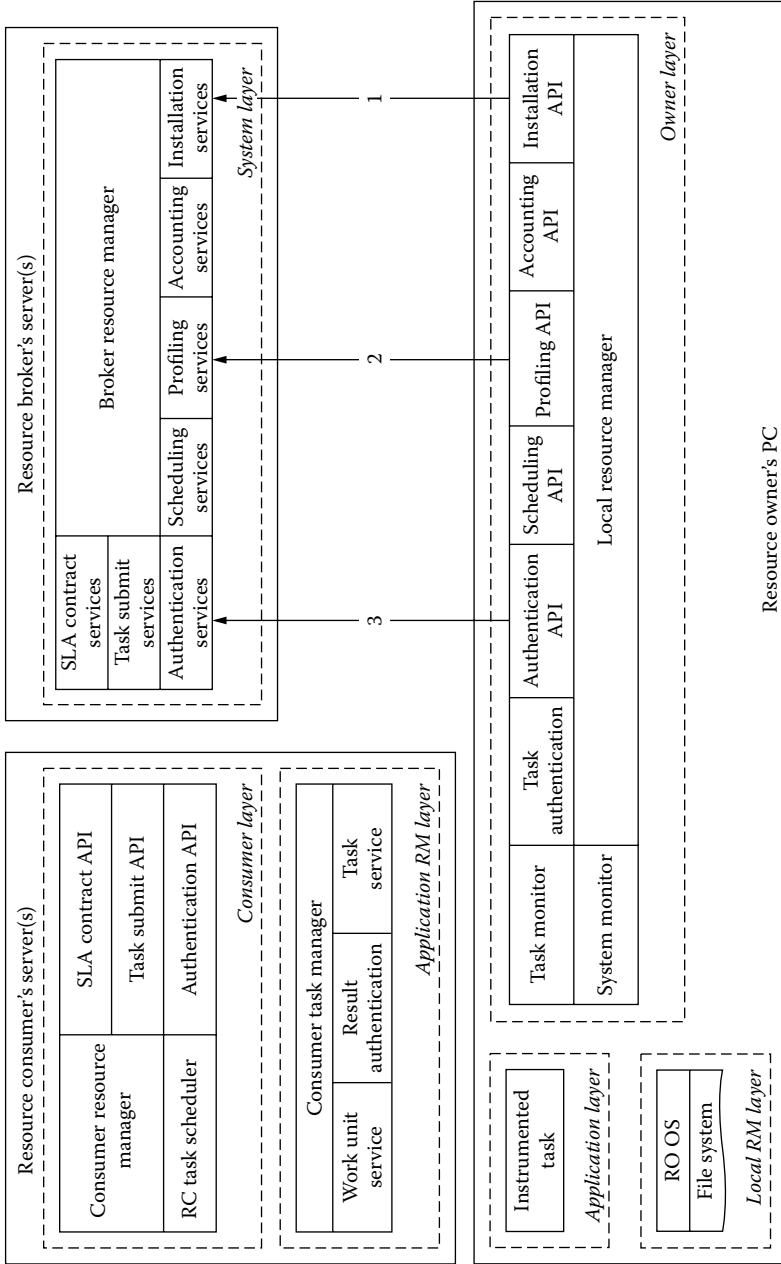 Resource consumer's server(s)
Consumer resource
manager
SLA contract API
Task submit API
RC task scheduler
Authentication API
Consumer layer
Consumer task manager
Work unit
service
Result
authentication
Task
service
Application RM layer
Resource broker's server(s)
SLA contract
services
Task submit
services
Broker resource manager
Authentication
services
Scheduling
services
Profiling
services
Accounting
services
Installation
services
System layer
3
2
1
Instrumented
task
Application layer
RO OS
File system
Local RM layer
Task monitor
Task
authentication
Authentication
API
Scheduling
API
Profiling API
Accounting
API
Installation
API
System monitor
Local resource manager
Owner layer
Resource owner's PC